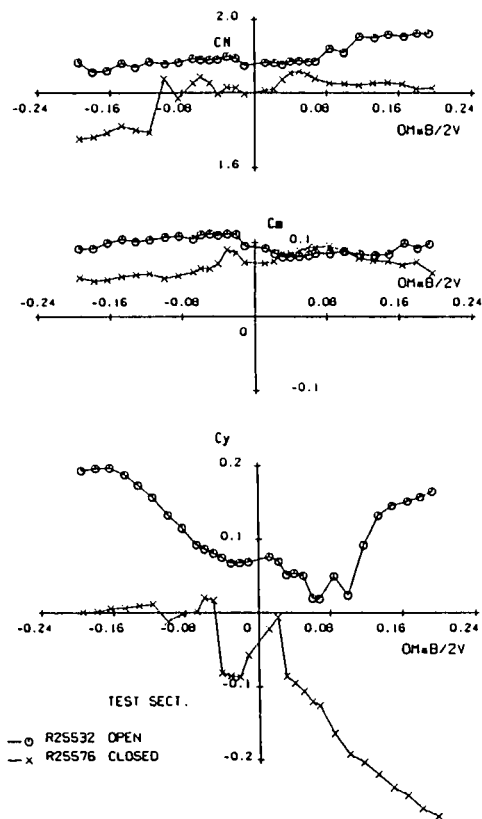 2.0
CN
-0.24 -0.16 -0.08 0 0.08 0.16 0.24
OM*B/2V
1.6
Cm
0.1
OM*B/2V
-0.24 -0.16 -0.08 0.08 0.16 0.24
0
-0.1
Cy
0.2
0.1
-0.24 -0.16 -0.08 0 0.08 0.16 0.24
OM*B/2V
-0.1
TEST SECT.
R25532 OPEN
R25576 CLOSED
-0.2